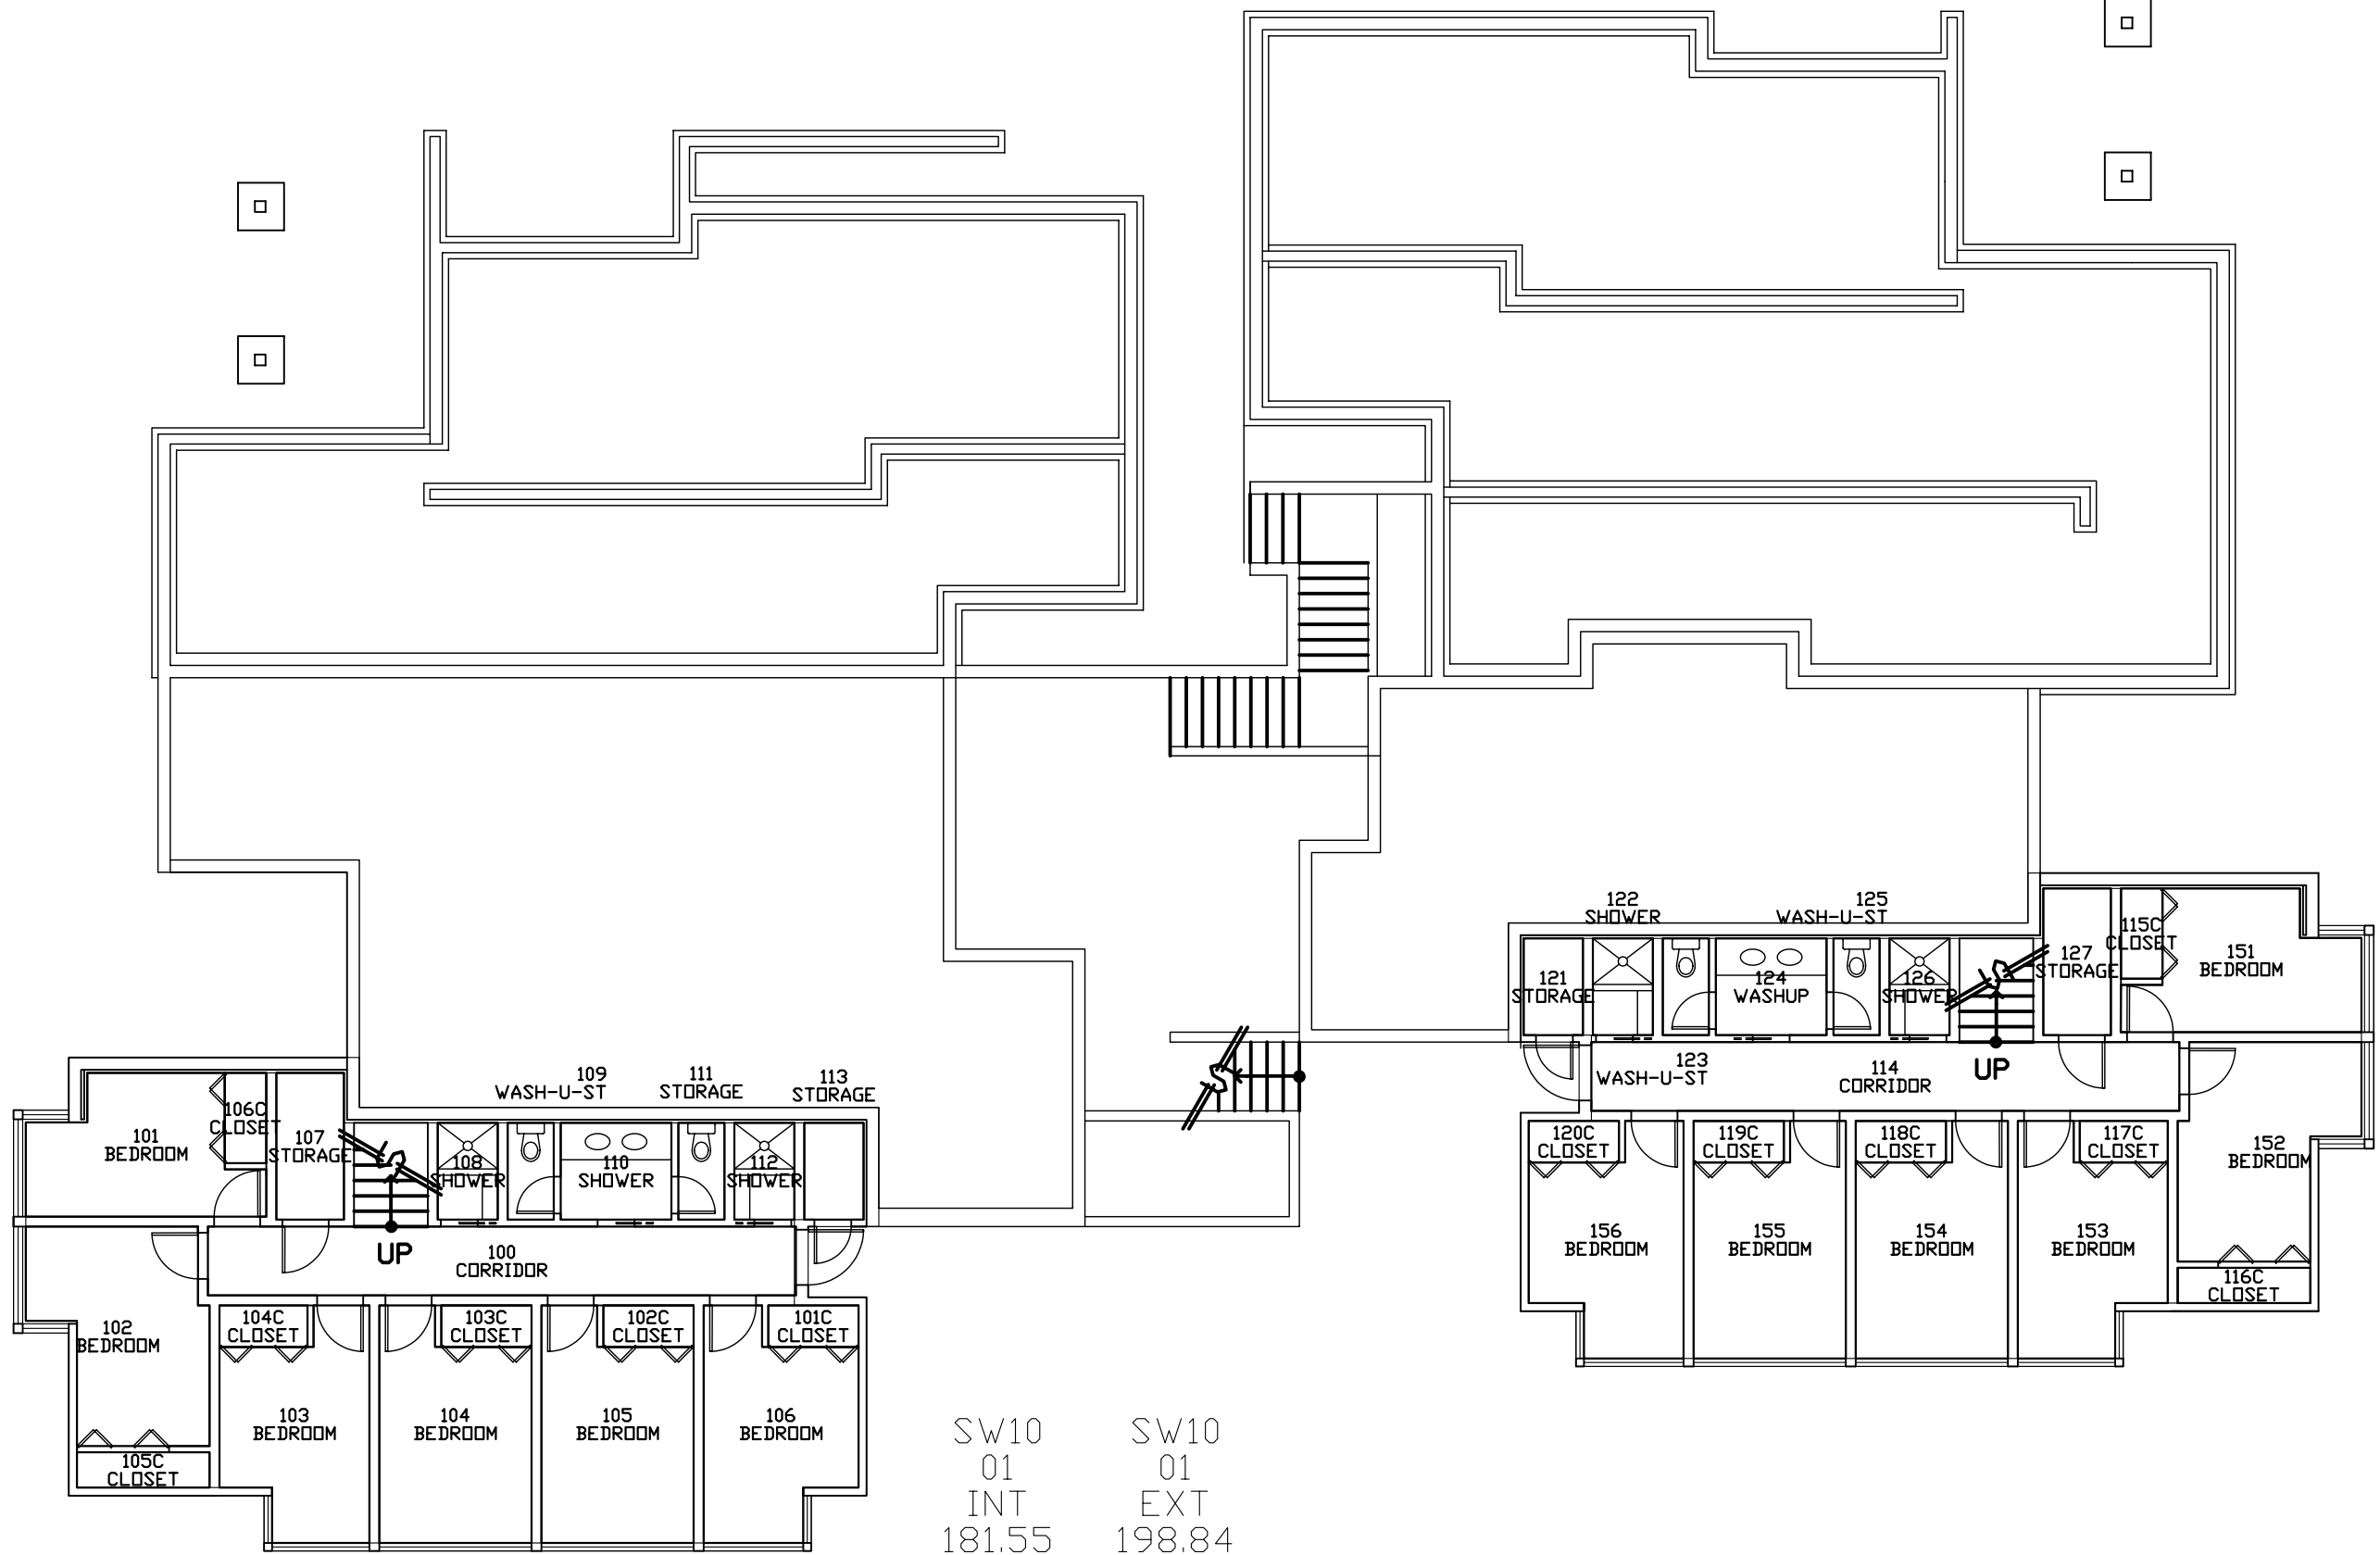 122
SHOWER
125
WASH-U-ST
115C
CLOSET
127
STORAGE
151
BEDROOM
121
STORAGE
124
WASHUP
126
SHOWER
123
WASH-U-ST
114
CORRIDOR
UP
109
WASH-U-ST
111
STORAGE
113
STORAGE
106C
CLOSET
101
BEDROOM
107
STORAGE
108
SHOWER
110
SHOWER
112
SHOWER
120C
CLOSET
119C
CLOSET
118C
CLOSET
117C
CLOSET
152
BEDROOM
156
BEDROOM
155
BEDROOM
154
BEDROOM
153
BEDROOM
116C
CLOSET
UP
100
CORRIDOR
104C
CLOSET
103C
CLOSET
102C
CLOSET
101C
CLOSET
102
BEDROOM
103
BEDROOM
104
BEDROOM
105
BEDROOM
106
BEDROOM
105C
CLOSET
SW10
01
INT
181.55
SW10
01
EXT
198.84